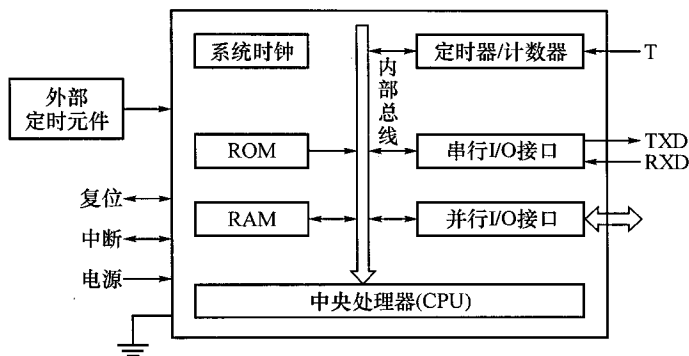 系统时钟
定时器/计数器
T
外部
定时元件
内部总线
ROM
串行I/O接口
TXD
RXD
复位
RAM
并行I/O接口
中断
电源
中央处理器(CPU)